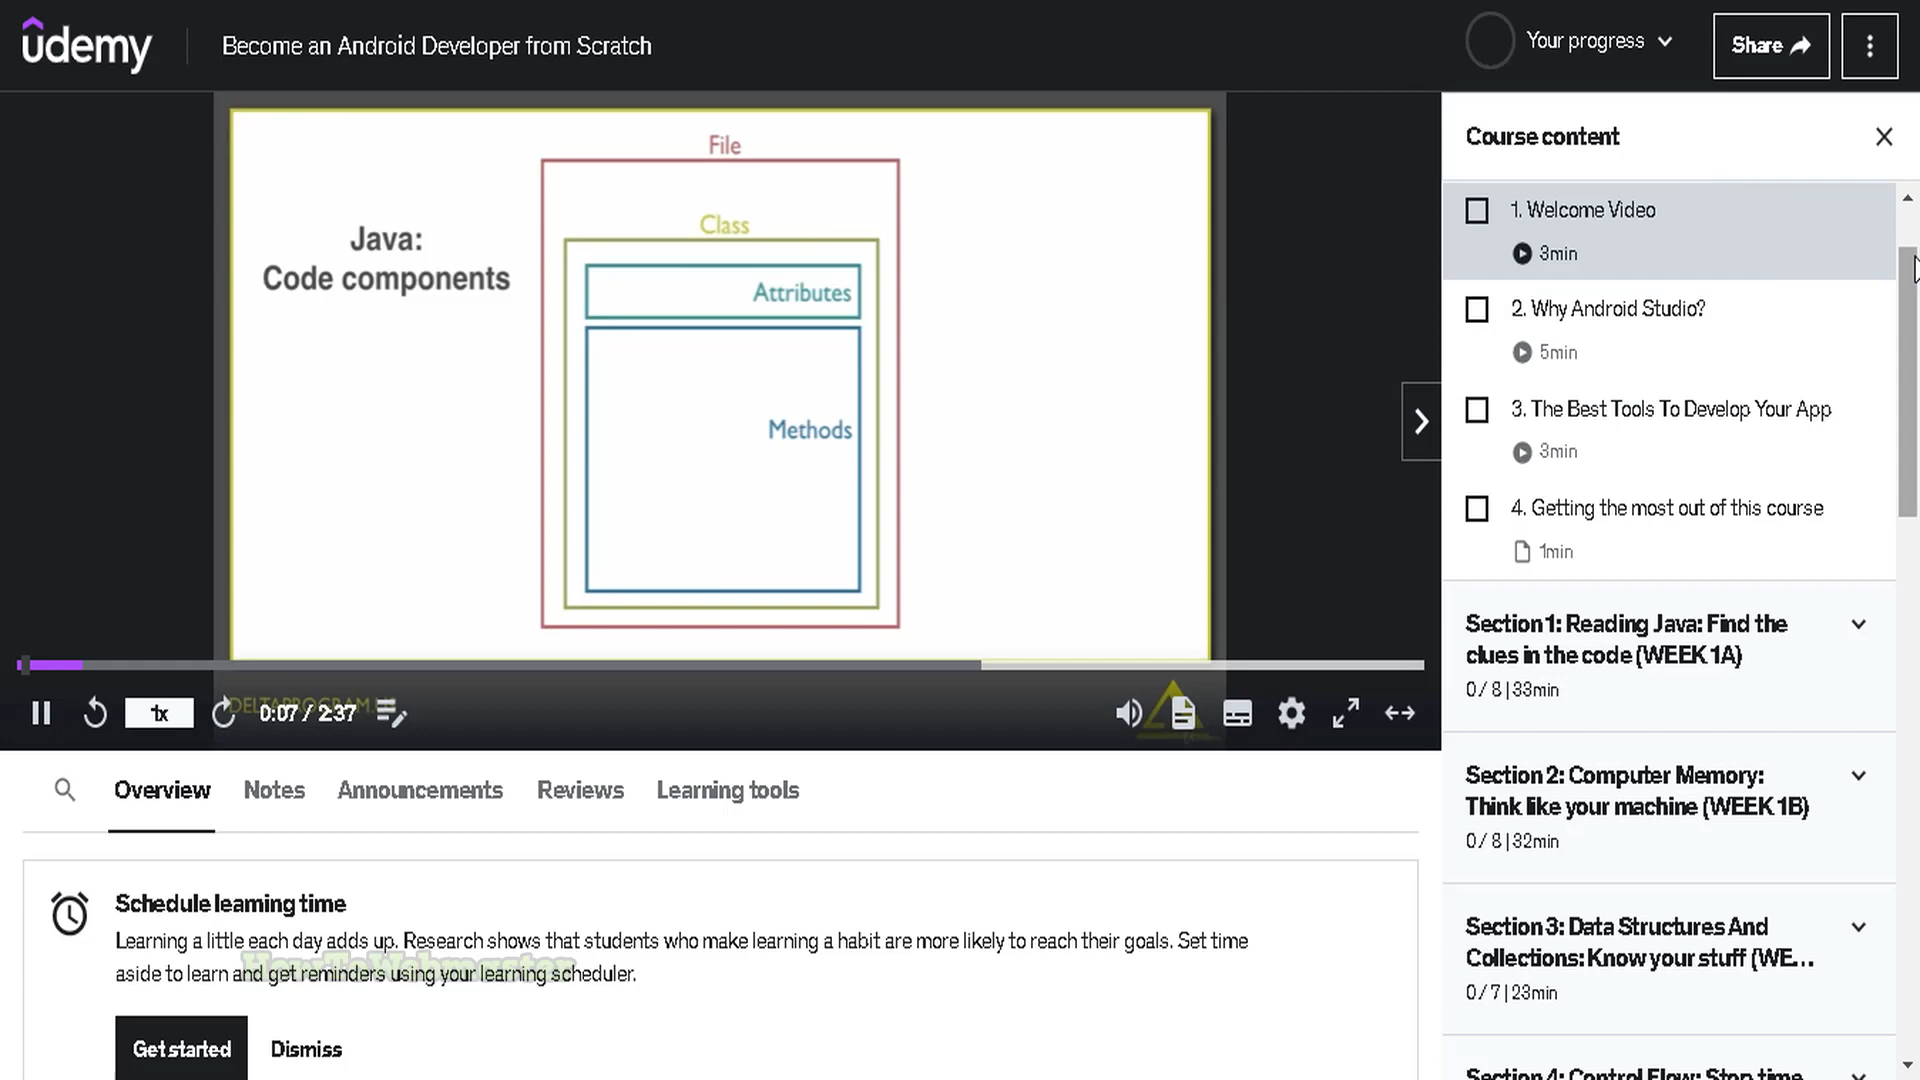 udemy
Become an Android Developer from Scratch
Your progress
Share
File
Class
Java:
Code components
Attributes
Methods
1x
0:07 / 2:37
Course content
1. Welcome Video
3min
2. Why Android Studio?
5min
3. The Best Tools To Develop Your App
3min
4. Getting the most out of this course
1min
Section 1: Reading Java: Find the
clues in the code (WEEK 1A)
0 / 8 | 33min
Section 2: Computer Memory:
Think like your machine (WEEK 1B)
0 / 8 | 32min
Section 3: Data Structures And
Collections: Know your stuff (WE...
0 / 7 | 23min
Section 4: Control Flow: Stop time
Overview
Notes
Announcements
Reviews
Learning tools
Schedule learning time
Learning a little each day adds up. Research shows that students who make learning a habit are more likely to reach their goals. Set time
aside to learn and get reminders using your learning scheduler.
HowToWebmaster
Get started
Dismiss